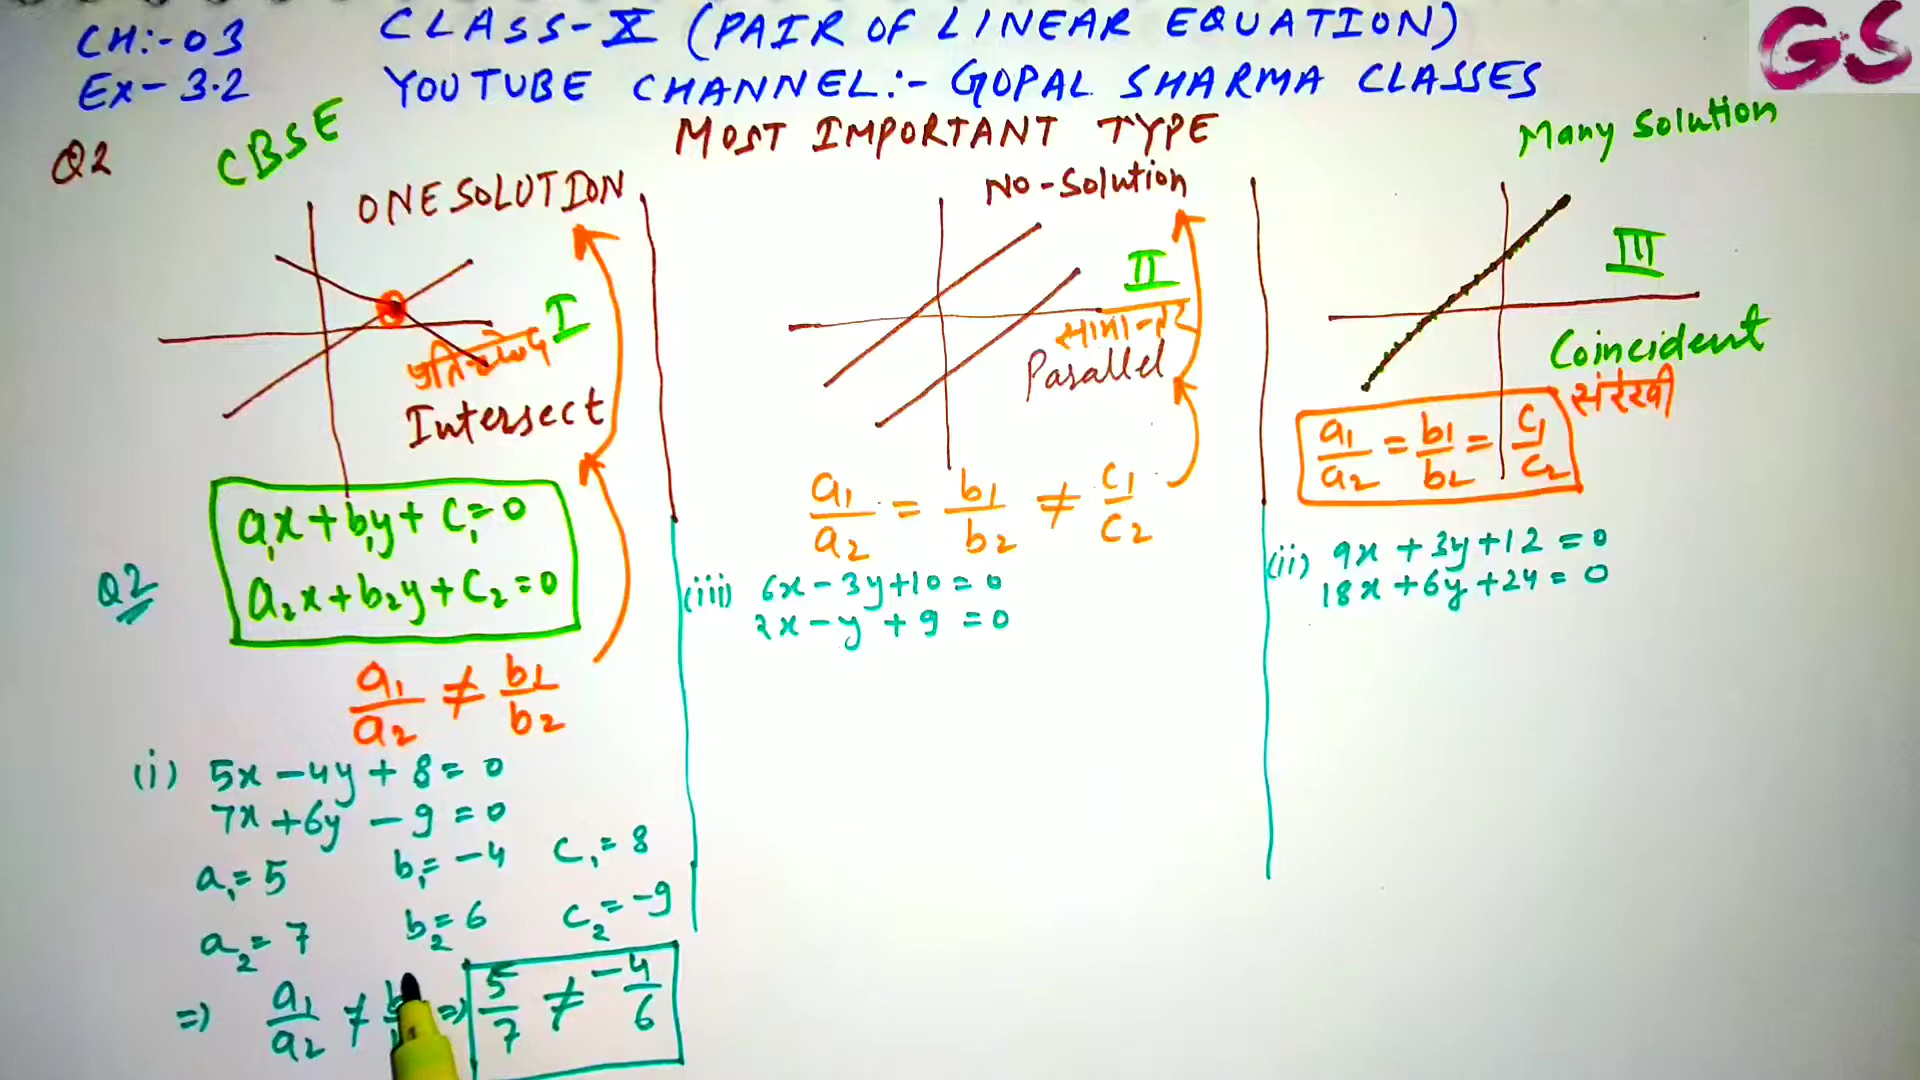 CH:-03 CLASS-X (PAIR OF LINEAR EQUATION)
Ex-3.2 YOUTUBE CHANNEL:- GOPAL SHARMA CLASSES
GS
Q2 CBSE MOST IMPORTANT TYPE
ONE SOLUTION
I
Intersect
a₁x+b₁y+c₁=0
a₂x+b₂y+c₂=0
Q2
a₁/a₂ ≠ b₁/b₂
(i) 5x-4y+8=0
7x+6y-9=0
a₁=5 b₁=-4 c₁=8
a₂=7 b₂=6 c₂=-9
=) a₁/a₂ ≠ =) 5/7 ≠ -4/6
No-Solution
II
Parallel
a₁/a₂ = b₁/b₂ ≠ c₁/c₂
(iii) 6x-3y+10=0
2x-y+9=0
Many Solution
III
Coincident
a₁/a₂ = b₁/b₂ = c₁/c₂
(ii) 9x+3y+12=0
18x+6y+24=0